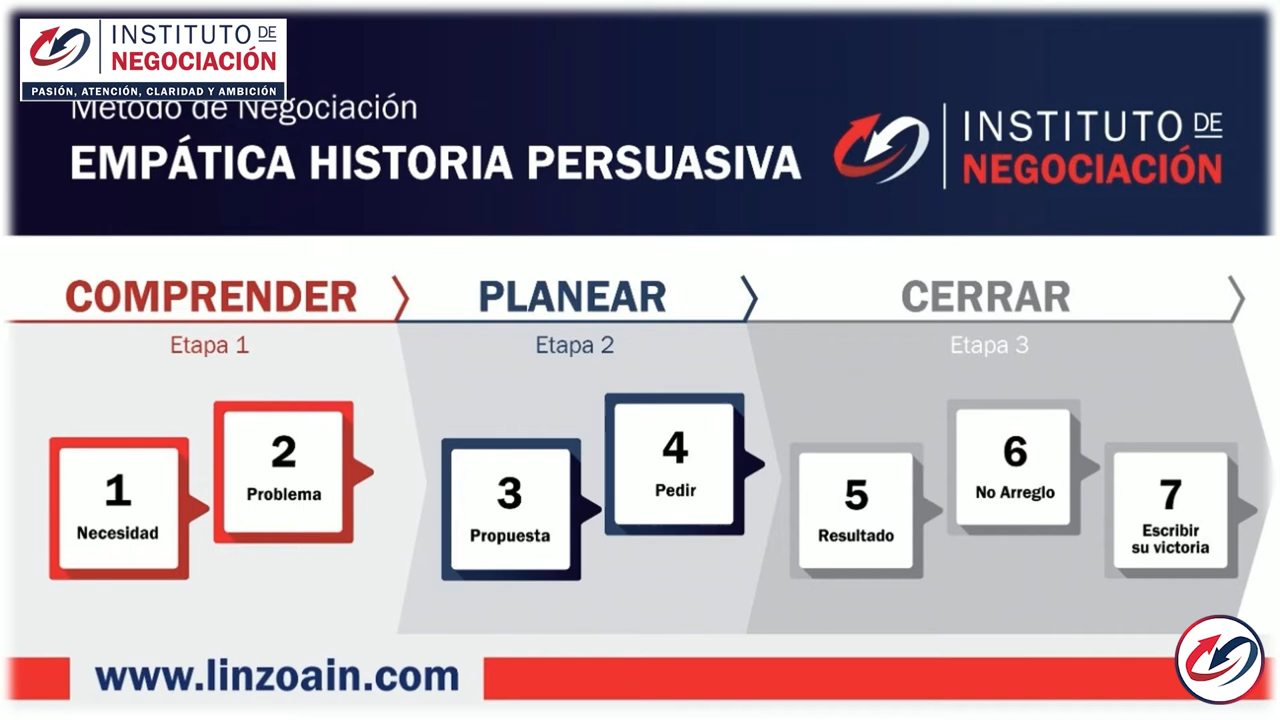 INSTITUTO DE
NEGOCIACIÓN
PASIÓN, ATENCIÓN, CLARIDAD Y AMBICIÓN
Método de Negociación
EMPÁTICA HISTORIA PERSUASIVA
INSTITUTO DE
NEGOCIACIÓN
COMPRENDER
Etapa 1
PLANEAR
Etapa 2
CERRAR
Etapa 3
1
Necesidad
2
Problema
3
Propuesta
4
Pedir
5
Resultado
6
No Arreglo
7
Escribir
su victoria
www.linzoain.com